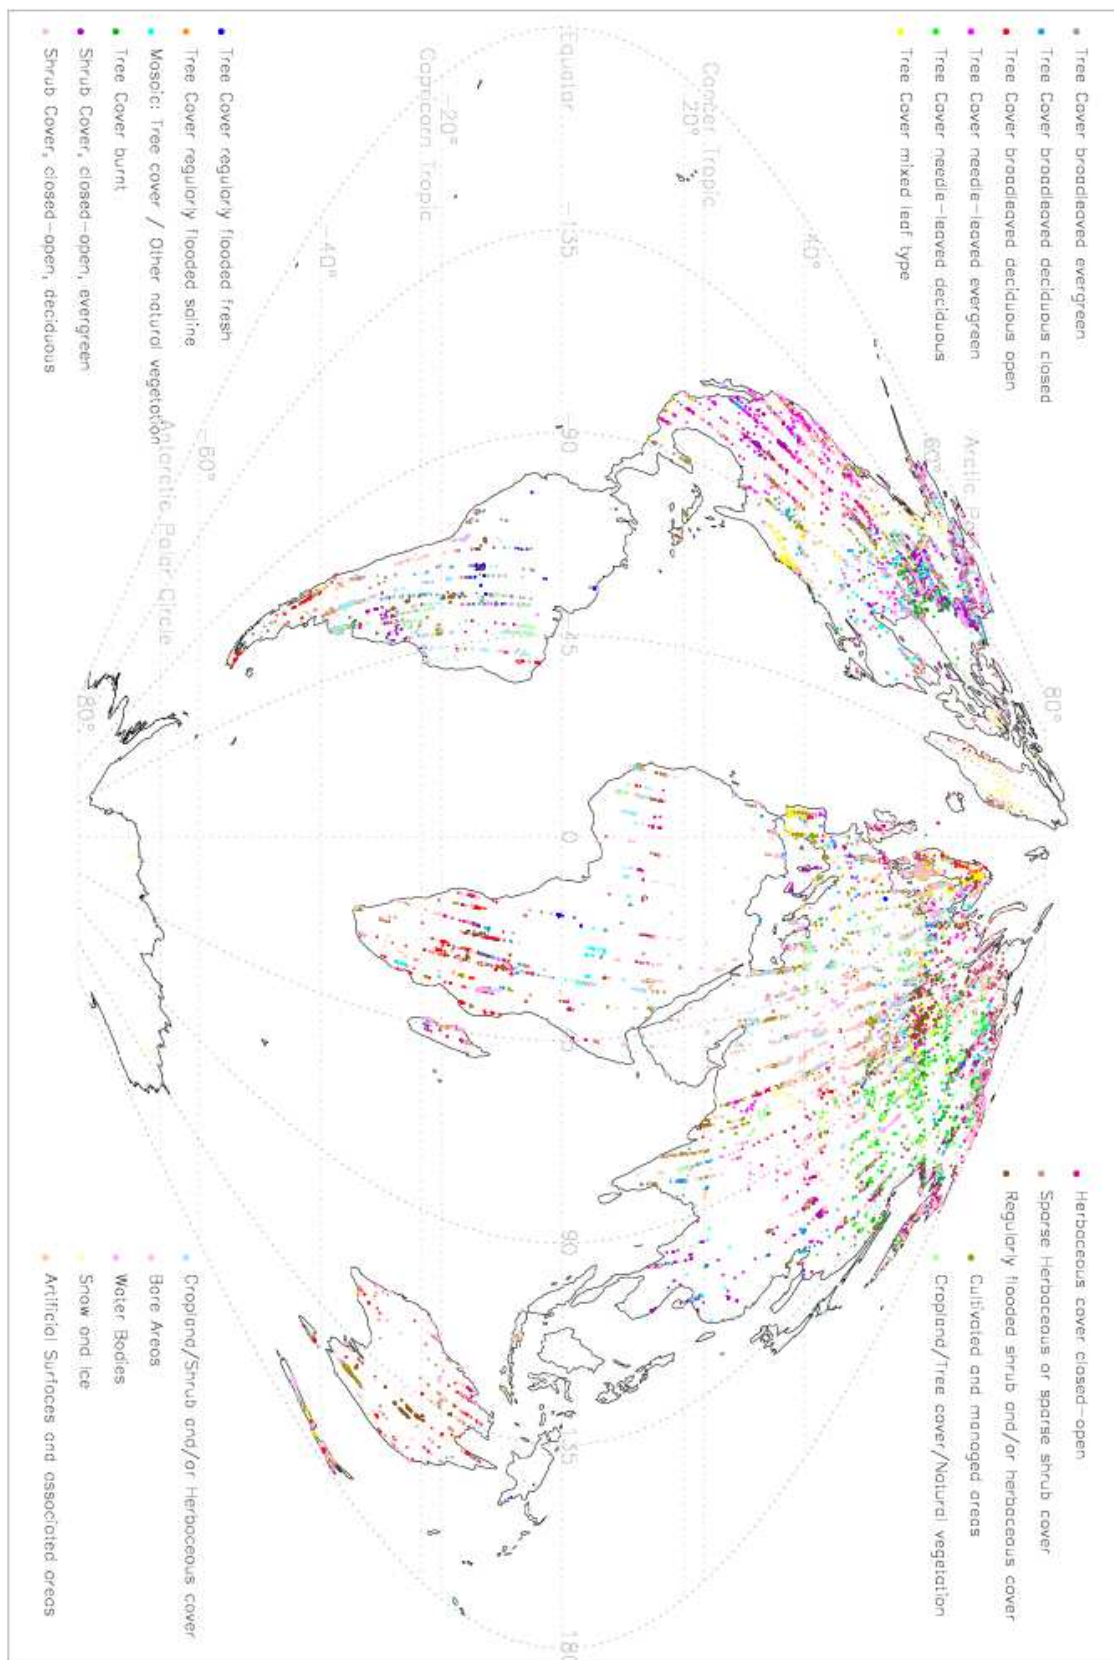 Tree Cover broadleaved evergreen
Tree Cover broadleaved deciduous closed
Tree Cover broadleaved deciduous open
Tree Cover needle-leaved evergreen
Tree Cover needle-leaved deciduous
Tree Cover mixed leaf type
Herbaceous cover closed-open
Sparse Herbaceous or sparse shrub cover
Regularly flooded shrub and/or herbaceous cover
Cultivated and managed areas
Cropland/Tree cover/Natural vegetation
80°
Arctic
60°
40°
Cancer Tropic
20°
Equator
-135
-90
-45
0
90
135
180
-20°
Capricorn Tropic
-40°
-60°
Antarctic Polar Circle
80°
Tree Cover regularly flooded fresh
Tree Cover regularly flooded saline
Mosaic: Tree cover / Other natural vegetation
Tree Cover burnt
Shrub Cover, closed-open, evergreen
Shrub Cover, closed-open, deciduous
Cropland/Shrub and/or Herbaceous cover
Bare Areas
Water Bodies
Snow and Ice
Artificial Surfaces and associated areas